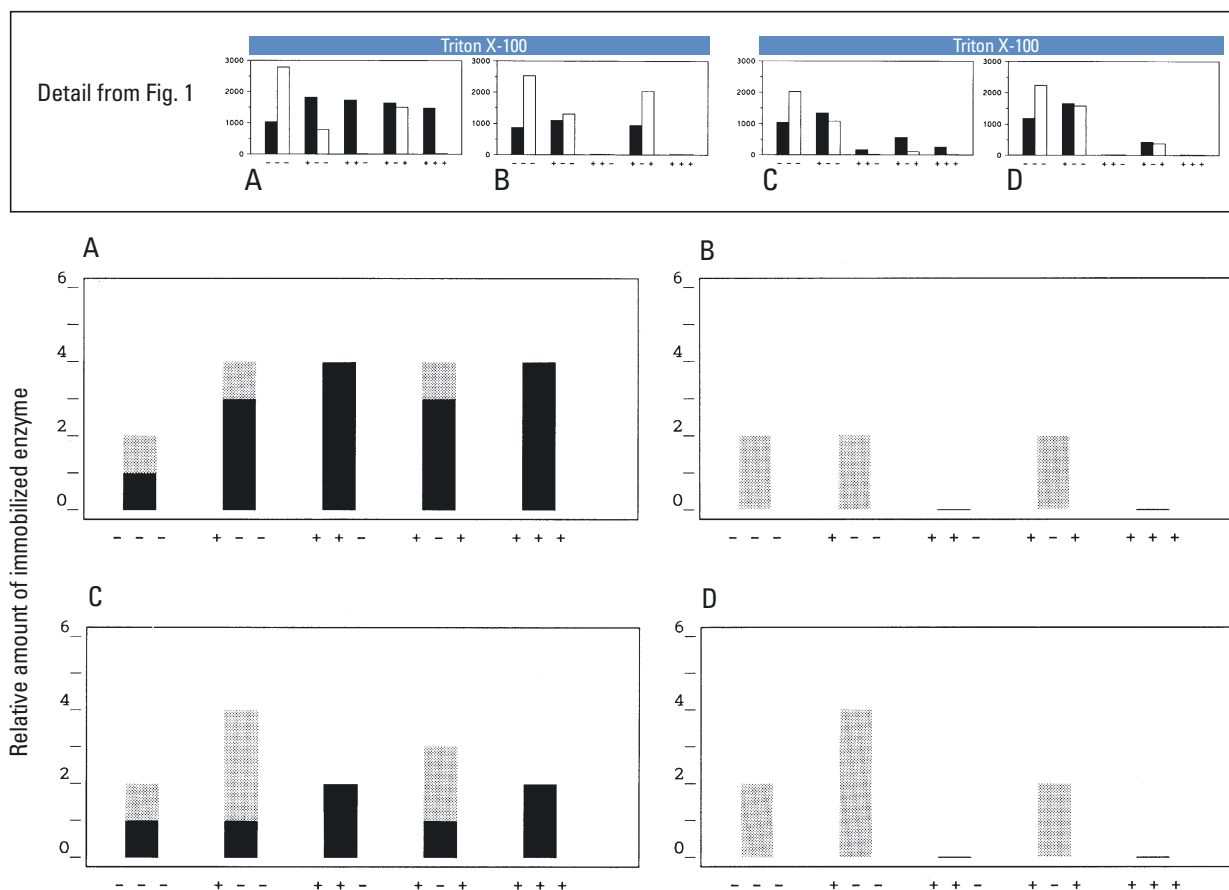 Triton X-100 Triton X-100
Detail from Fig. 1
3000 3000 3000 3000
2000 2000 2000 2000
1000 1000 1000 1000
0 0 0 0
- - - + - - + + - + - + + + + - - - + - - + + - + - + + + + - - - + - - + + - + - + + + + - - - + - - + + - + - + + + +
A B C D
A B
6 6
4 4
2 2
0 0
- - - + - - + + - + - + + + + - - - + - - + + - + - + + + +
C D
6 6
4 4
2 2
0 0
- - - + - - + + - + - + + + + - - - + - - + + - + - + + + +
Relative amount of immobilized enzyme